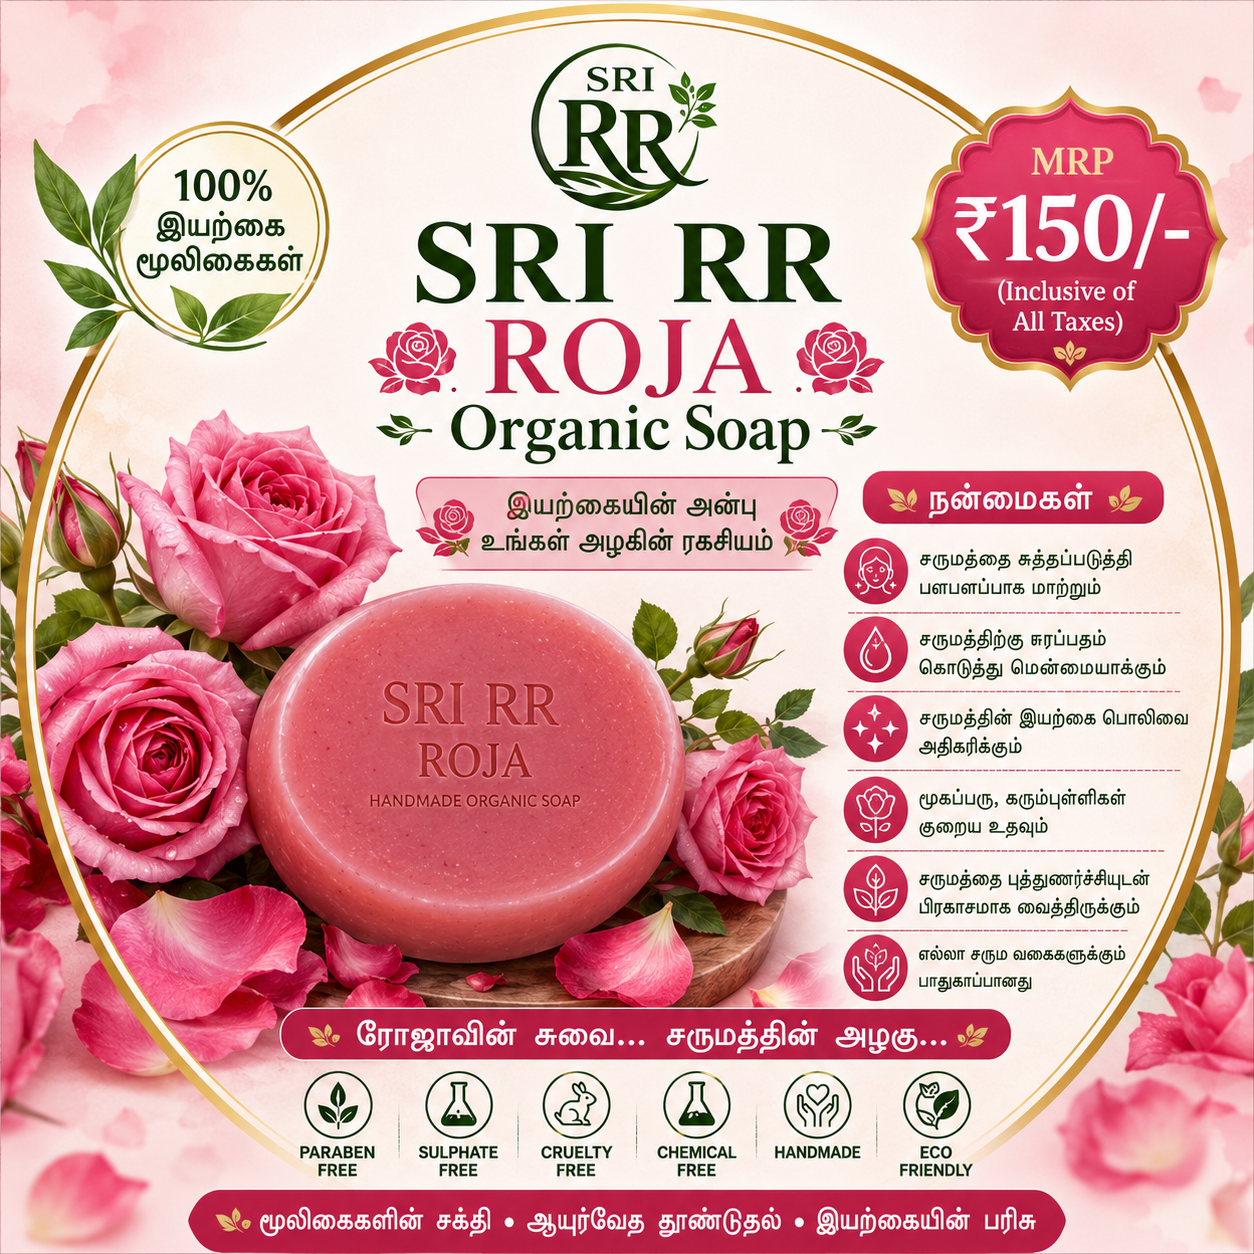 SRI
RR
100%
இயற்கை
மூலிகைகள்
MRP
₹150/-
(Inclusive of
All Taxes)
SRI RR
ROJA
Organic Soap
இயற்கையின் அன்பு
உங்கள் அழகின் ரகசியம்
நன்மைகள்
சருமத்தை சுத்தப்படுத்தி
பளபளப்பாக மாற்றும்
சருமத்திற்கு ஈரப்பதம்
கொடுத்து மென்மையாக்கும்
சருமத்தின் இயற்கை பொலிவை
அதிகரிக்கும்
மூகப்பரு, கரும்புள்ளிகள்
குறைய உதவும்
சருமத்தை புத்துணர்ச்சியுடன்
பிரகாசமாக வைத்திருக்கும்
எல்லா சரும வகைகளுக்கும்
பாதுகாப்பானது
SRI RR
ROJA
HANDMADE ORGANIC SOAP
ரோஜாவின் சுவை... சருமத்தின் அழகு...
PARABEN
FREE
SULPHATE
FREE
CRUELTY
FREE
CHEMICAL
FREE
HANDMADE
ECO
FRIENDLY
மூலிகைகளின் சக்தி • ஆயுர்வேத தூண்டுதல் • இயற்கையின் பரிசு